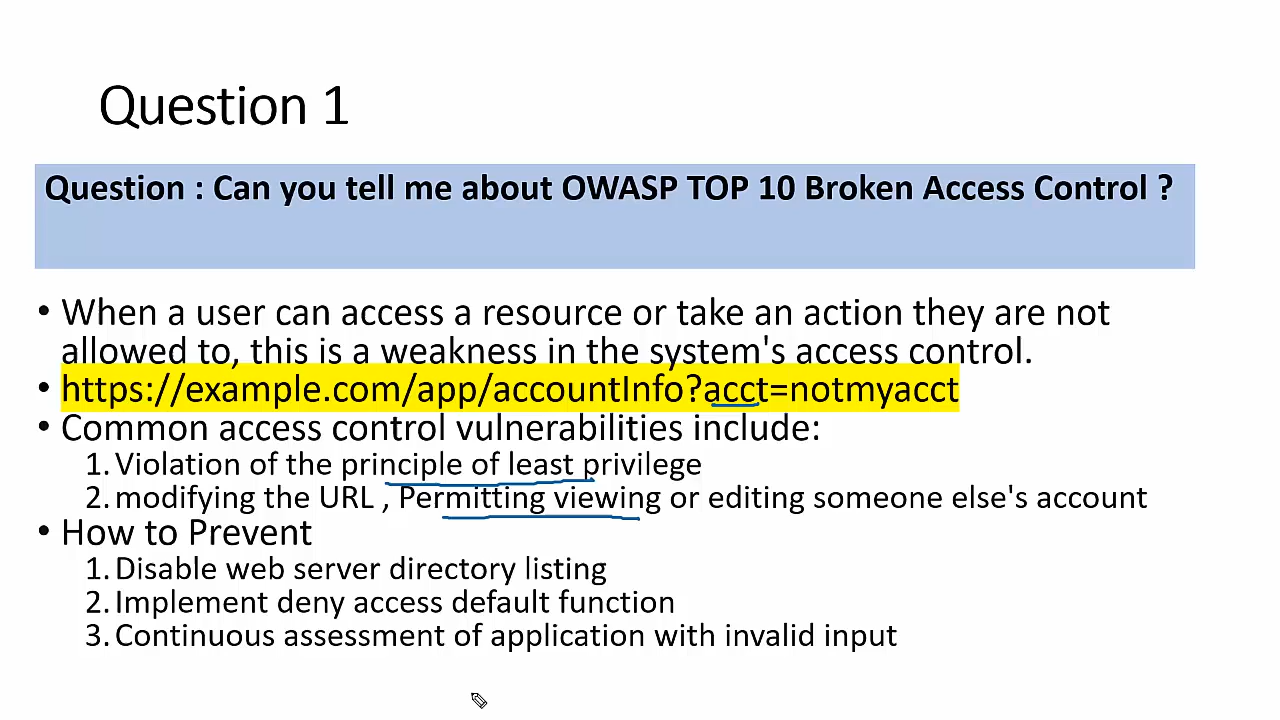 Question 1
Question : Can you tell me about OWASP TOP 10 Broken Access Control ?
• When a user can access a resource or take an action they are not
allowed to, this is a weakness in the system's access control.
• https://example.com/app/accountInfo?acct=notmyacct
• Common access control vulnerabilities include:
1. Violation of the principle of least privilege
2. modifying the URL , Permitting viewing or editing someone else's account
• How to Prevent
1. Disable web server directory listing
2. Implement deny access default function
3. Continuous assessment of application with invalid input